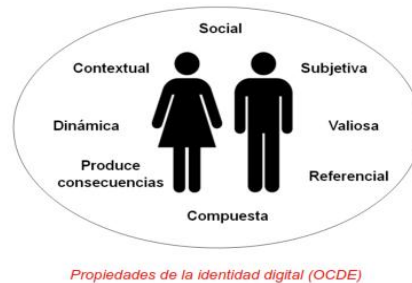 Social
Contextual
Subjetiva
Dinámica
Valiosa
Produce
consecuencias
Referencial
Compuesta
Propiedades de la identidad digital (OCDE)